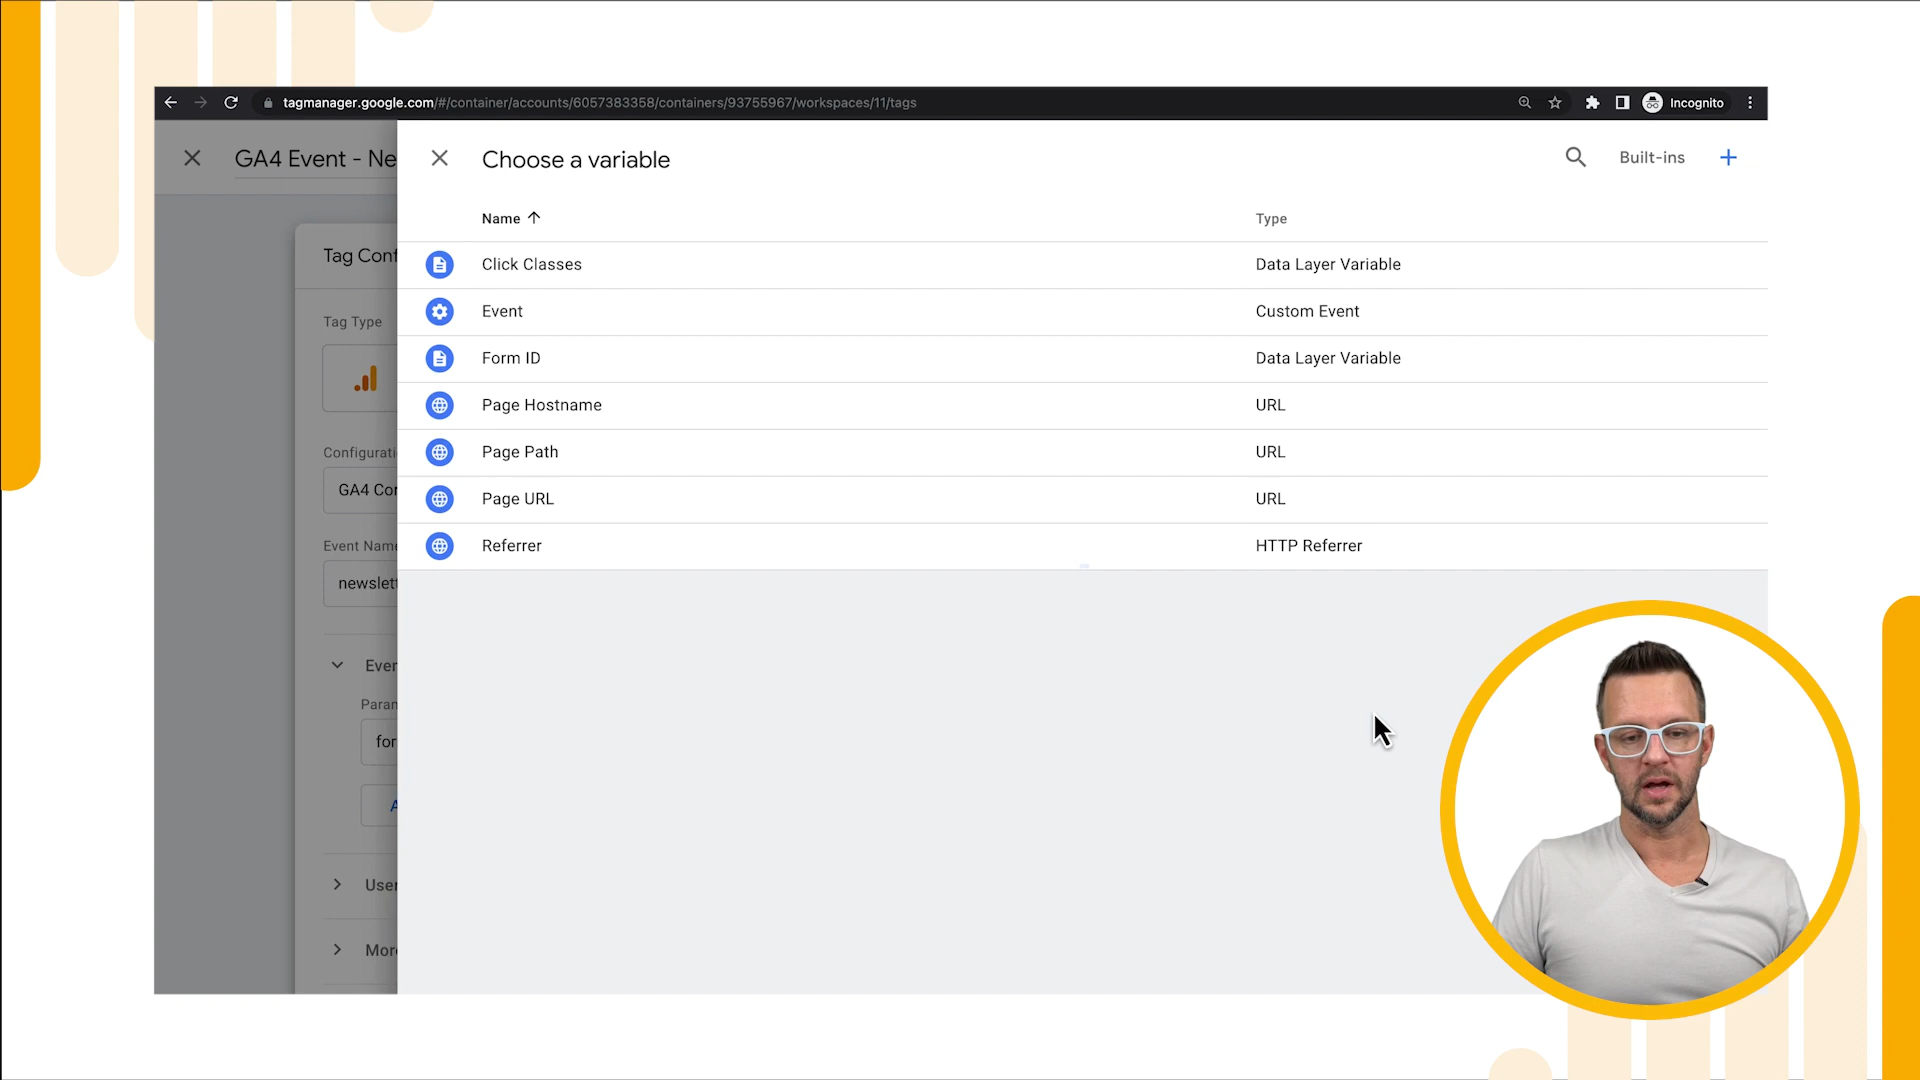 tagmanager.google.com/#/container/accounts/6057383358/containers/93755967/workspaces/11/tags
Incognito
GA4 Event - Ne
Choose a variable
Built-ins
Name
Type
Tag Conf
Click Classes
Data Layer Variable
Event
Custom Event
Tag Type
Form ID
Data Layer Variable
Page Hostname
URL
Configurati
Page Path
URL
GA4 Con
Page URL
URL
Event Name
Referrer
HTTP Referrer
newslett
Even
Param
for
A
User
More